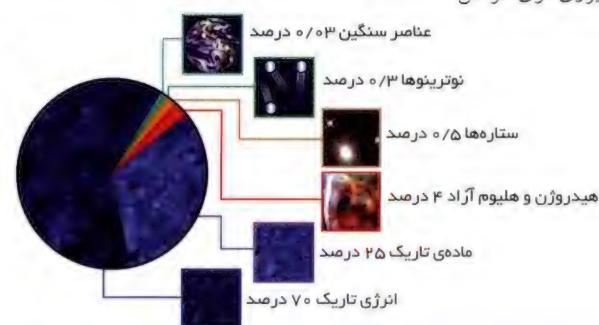 عناصر سنگین ۰/۰۳ درصد
نوترینوها ۰/۳ درصد
ستاره‌ها ۰/۵ درصد
هیدروژن و هلیوم آزاد ۴ درصد
ماده‌ی تاریک ۲۵ درصد
انرژی تاریک ۷۰ درصد